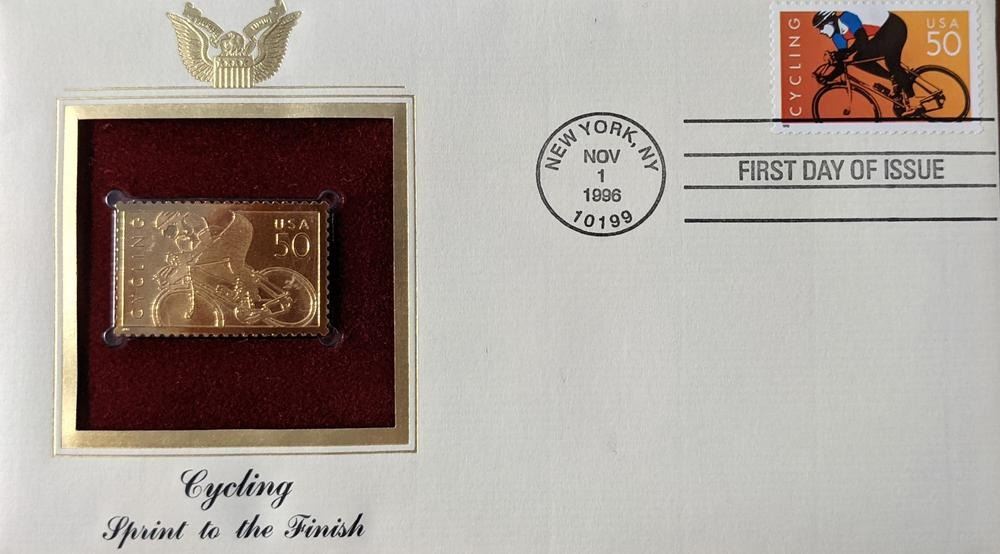 CYCLING
USA
50
NEW YORK, NY
NOV
1
1996
10199
FIRST DAY OF ISSUE
CYCLING
USA
50
Cycling
Sprint to the Finish